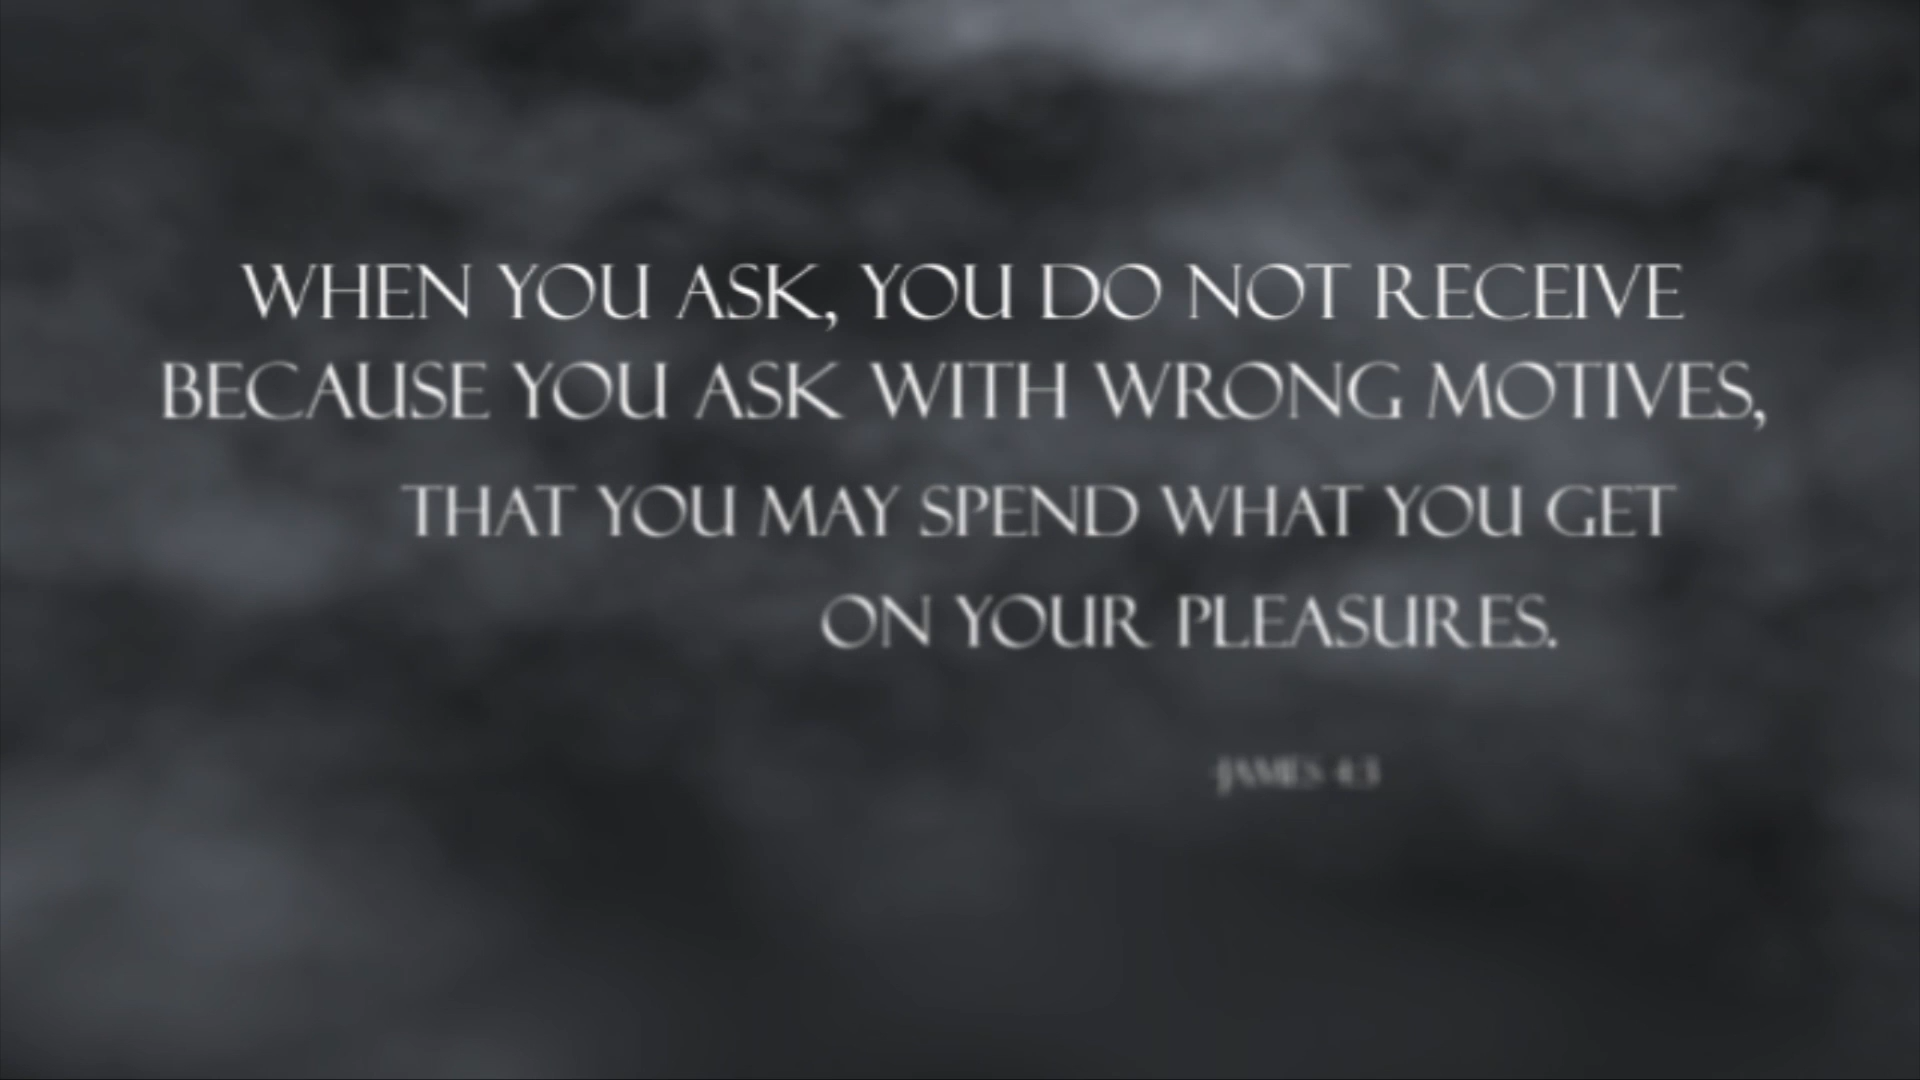 WHEN YOU ASK, YOU DO NOT RECEIVE
BECAUSE YOU ASK WITH WRONG MOTIVES,
THAT YOU MAY SPEND WHAT YOU GET
ON YOUR PLEASURES.
-JAMES 4:3